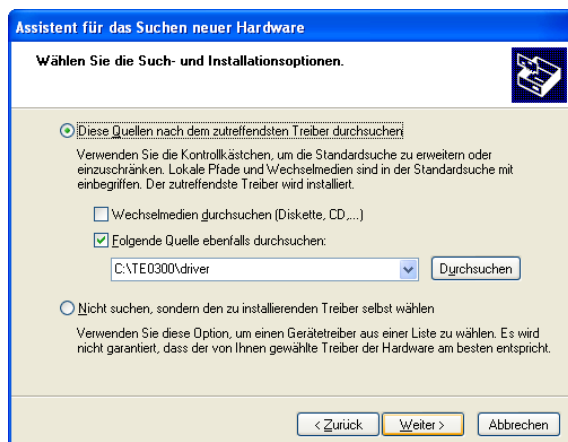 Assistent für das Suchen neuer Hardware
Wählen Sie die Such- und Installationsoptionen.
Diese Quellen nach dem zutreffendsten Treiber durchsuchen
Verwenden Sie die Kontrollkästchen, um die Standardsuche zu erweitern oder
einzuschränken. Lokale Pfade und Wechselmedien sind in der Standardsuche mit
einbegriffen. Der zutreffendste Treiber wird installiert.
Wechselmedien durchsuchen (Diskette, CD,...)
Folgende Quelle ebenfalls durchsuchen:
C:\TE0300\driver
Durchsuchen
Nicht suchen, sondern den zu installierenden Treiber selbst wählen
Verwenden Sie diese Option, um einen Gerätetreiber aus einer Liste zu wählen. Es wird
nicht garantiert, dass der von Ihnen gewählte Treiber der Hardware am besten entspricht.
< Zurück Weiter > Abbrechen